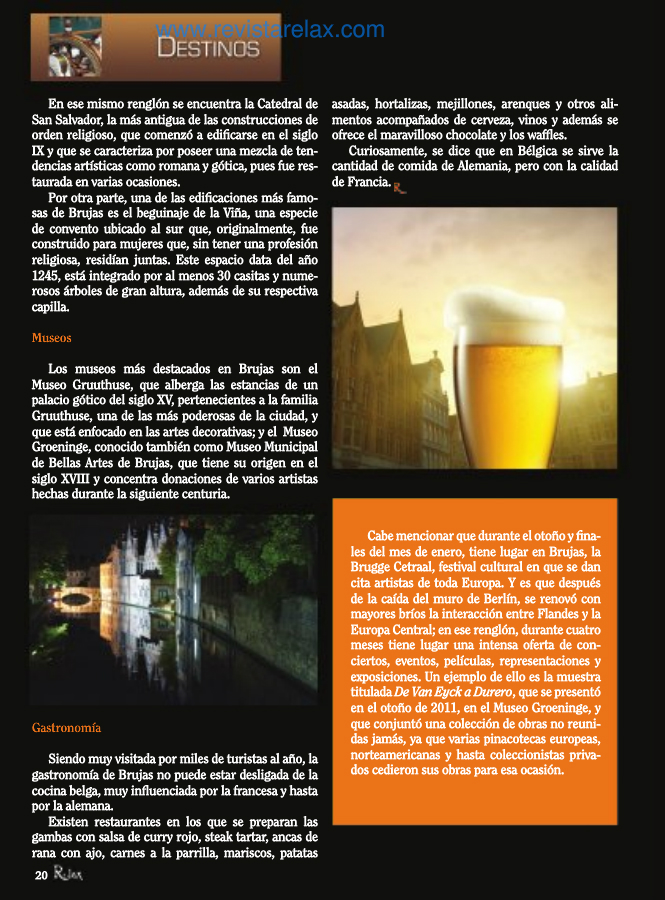 www.revistarelax.com
DESTINOS
En ese mismo renglón se encuentra la Catedral de
San Salvador, la más antigua de las construcciones de
orden religioso, que comenzó a edificarse en el siglo
IX y que se caracteriza por poseer una mezcla de ten-
dencias artísticas como romana y gótica, pues fue res-
taurada en varias ocasiones.
Por otra parte, una de las edificaciones más famo-
sas de Brujas es el beguinaje de la Viña, una especie
de convento ubicado al sur que, originalmente, fue
construido para mujeres que, sin tener una profesión
religiosa, residían juntas. Este espacio data del año
1245, está integrado por al menos 30 casitas y nume-
rosos árboles de gran altura, además de su respectiva
capilla.
Museos
Los museos más destacados en Brujas son el
Museo Gruuthuse, que alberga las estancias de un
palacio gótico del siglo XV, pertenecientes a la familia
Gruuthuse, una de las más poderosas de la ciudad, y
que está enfocado en las artes decorativas; y el Museo
Groeninge, conocido también como Museo Municipal
de Bellas Artes de Brujas, que tiene su origen en el
siglo XVIII y concentra donaciones de varios artistas
hechas durante la siguiente centuria.
Gastronomía
Siendo muy visitada por miles de turistas al año, la
gastronomía de Brujas no puede estar desligada de la
cocina belga, muy influenciada por la francesa y hasta
por la alemana.
Existen restaurantes en los que se preparan las
gambas con salsa de curry rojo, steak tartar, ancas de
rana con ajo, carnes a la parrilla, mariscos, patatas
asadas, hortalizas, mejillones, arenques y otros ali-
mentos acompañados de cerveza, vinos y además se
ofrece el maravilloso chocolate y los waffles.
Curiosamente, se dice que en Bélgica se sirve la
cantidad de comida de Alemania, pero con la calidad
de Francia.
Cabe mencionar que durante el otoño y fina-
les del mes de enero, tiene lugar en Brujas, la
Brugge Cetraal, festival cultural en que se dan
cita artistas de toda Europa. Y es que después
de la caída del muro de Berlín, se renovó con
mayores bríos la interacción entre Flandes y la
Europa Central; en ese renglón, durante cuatro
meses tiene lugar una intensa oferta de con-
ciertos, eventos, películas, representaciones y
exposiciones. Un ejemplo de ello es la muestra
titulada De Van Eyck a Durero, que se presentó
en el otoño de 2011, en el Museo Groeninge, y
que conjuntó una colección de obras no reuni-
das jamás, ya que varias pinacotecas europeas,
norteamericanas y hasta coleccionistas priva-
dos cedieron sus obras para esa ocasión.
20 Relax